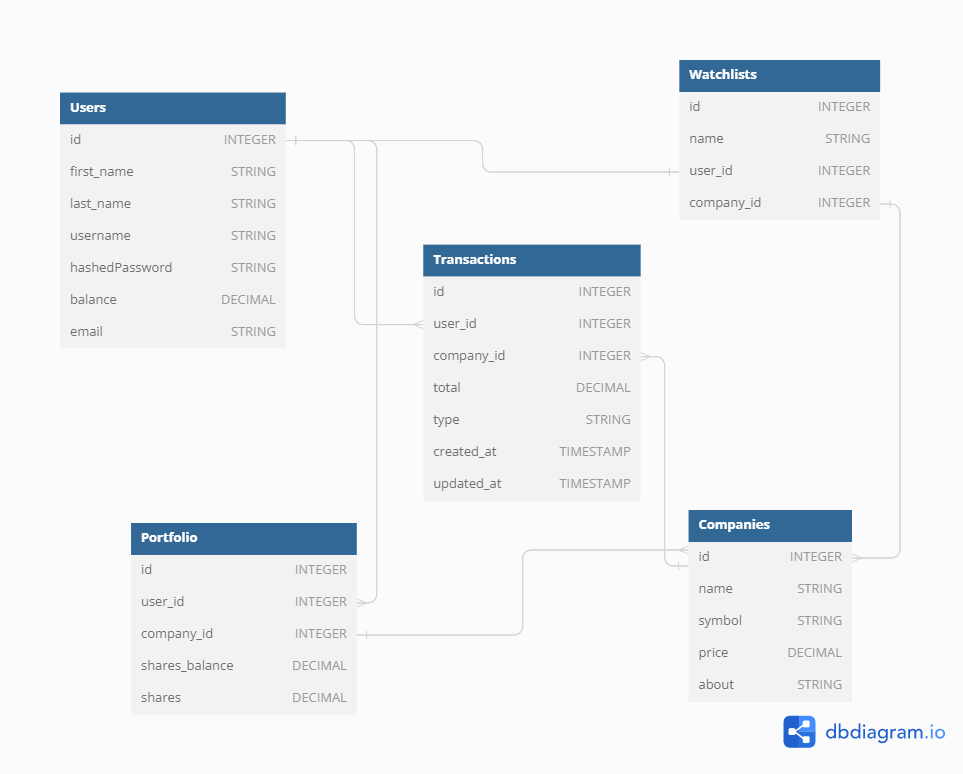 Users
id INTEGER
first_name STRING
last_name STRING
username STRING
hashedPassword STRING
balance DECIMAL
email STRING
Watchlists
id INTEGER
name STRING
user_id INTEGER
company_id INTEGER
Transactions
id INTEGER
user_id INTEGER
company_id INTEGER
total DECIMAL
type STRING
created_at TIMESTAMP
updated_at TIMESTAMP
Portfolio
id INTEGER
user_id INTEGER
company_id INTEGER
shares_balance DECIMAL
shares DECIMAL
Companies
id INTEGER
name STRING
symbol STRING
price DECIMAL
about STRING
dbdiagram.io